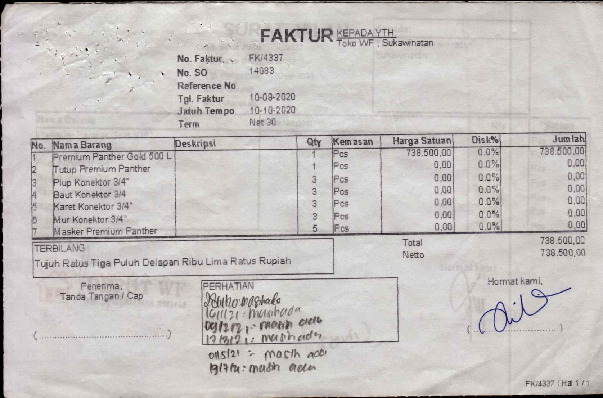 FAKTUR
KEPADA YTH.
Toko WF , Sukawinatan
No. Faktur. FK/4337
No. SO 14083
Reference No
Tgl. Faktur 10-09-2020
Jatuh Tempo 10-10-2020
Term Net 30
No. Nama Barang Deskripsi Qty Kemasan Harga Satuan Disk% Jumlah
1 Premium Panther Gold 500 L 1 Pcs 738.500,00 0.0% 738.500,00
2 Tutup Premium Panther 1 Pcs 0,00 0.0% 0,00
3 Plup Konektor 3/4" 3 Pcs 0,00 0.0% 0,00
4 Baut Konektor 3/4 3 Pcs 0,00 0.0% 0,00
5 Karet Konektor 3/4" 3 Pcs 0,00 0.0% 0,00
6 Mur Konektor 3/4" 3 Pcs 0,00 0.0% 0,00
7 Masker Premium Panther 5 Pcs 0,00 0.0% 0,00
Total 738.500,00
Netto 738.500,00
TERBILANG
Tujuh Ratus Tiga Puluh Delapan Ribu Lima Ratus Rupiah
Penerima,
Tanda Tangan / Cap
PERHATIAN
: masih ada
: masih ada
: masih ada
Hormat kami,
FK/4337 : Hal 1 / 1